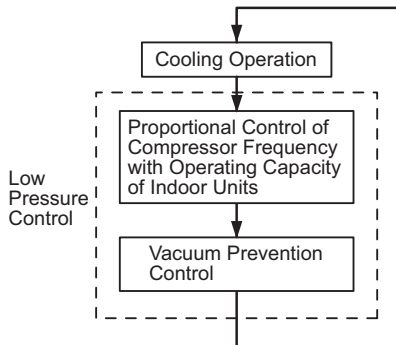 Cooling Operation
Proportional Control of
Compressor Frequency
with Operating Capacity
of Indoor Units
Low
Pressure
Control
Vacuum Prevention
Control